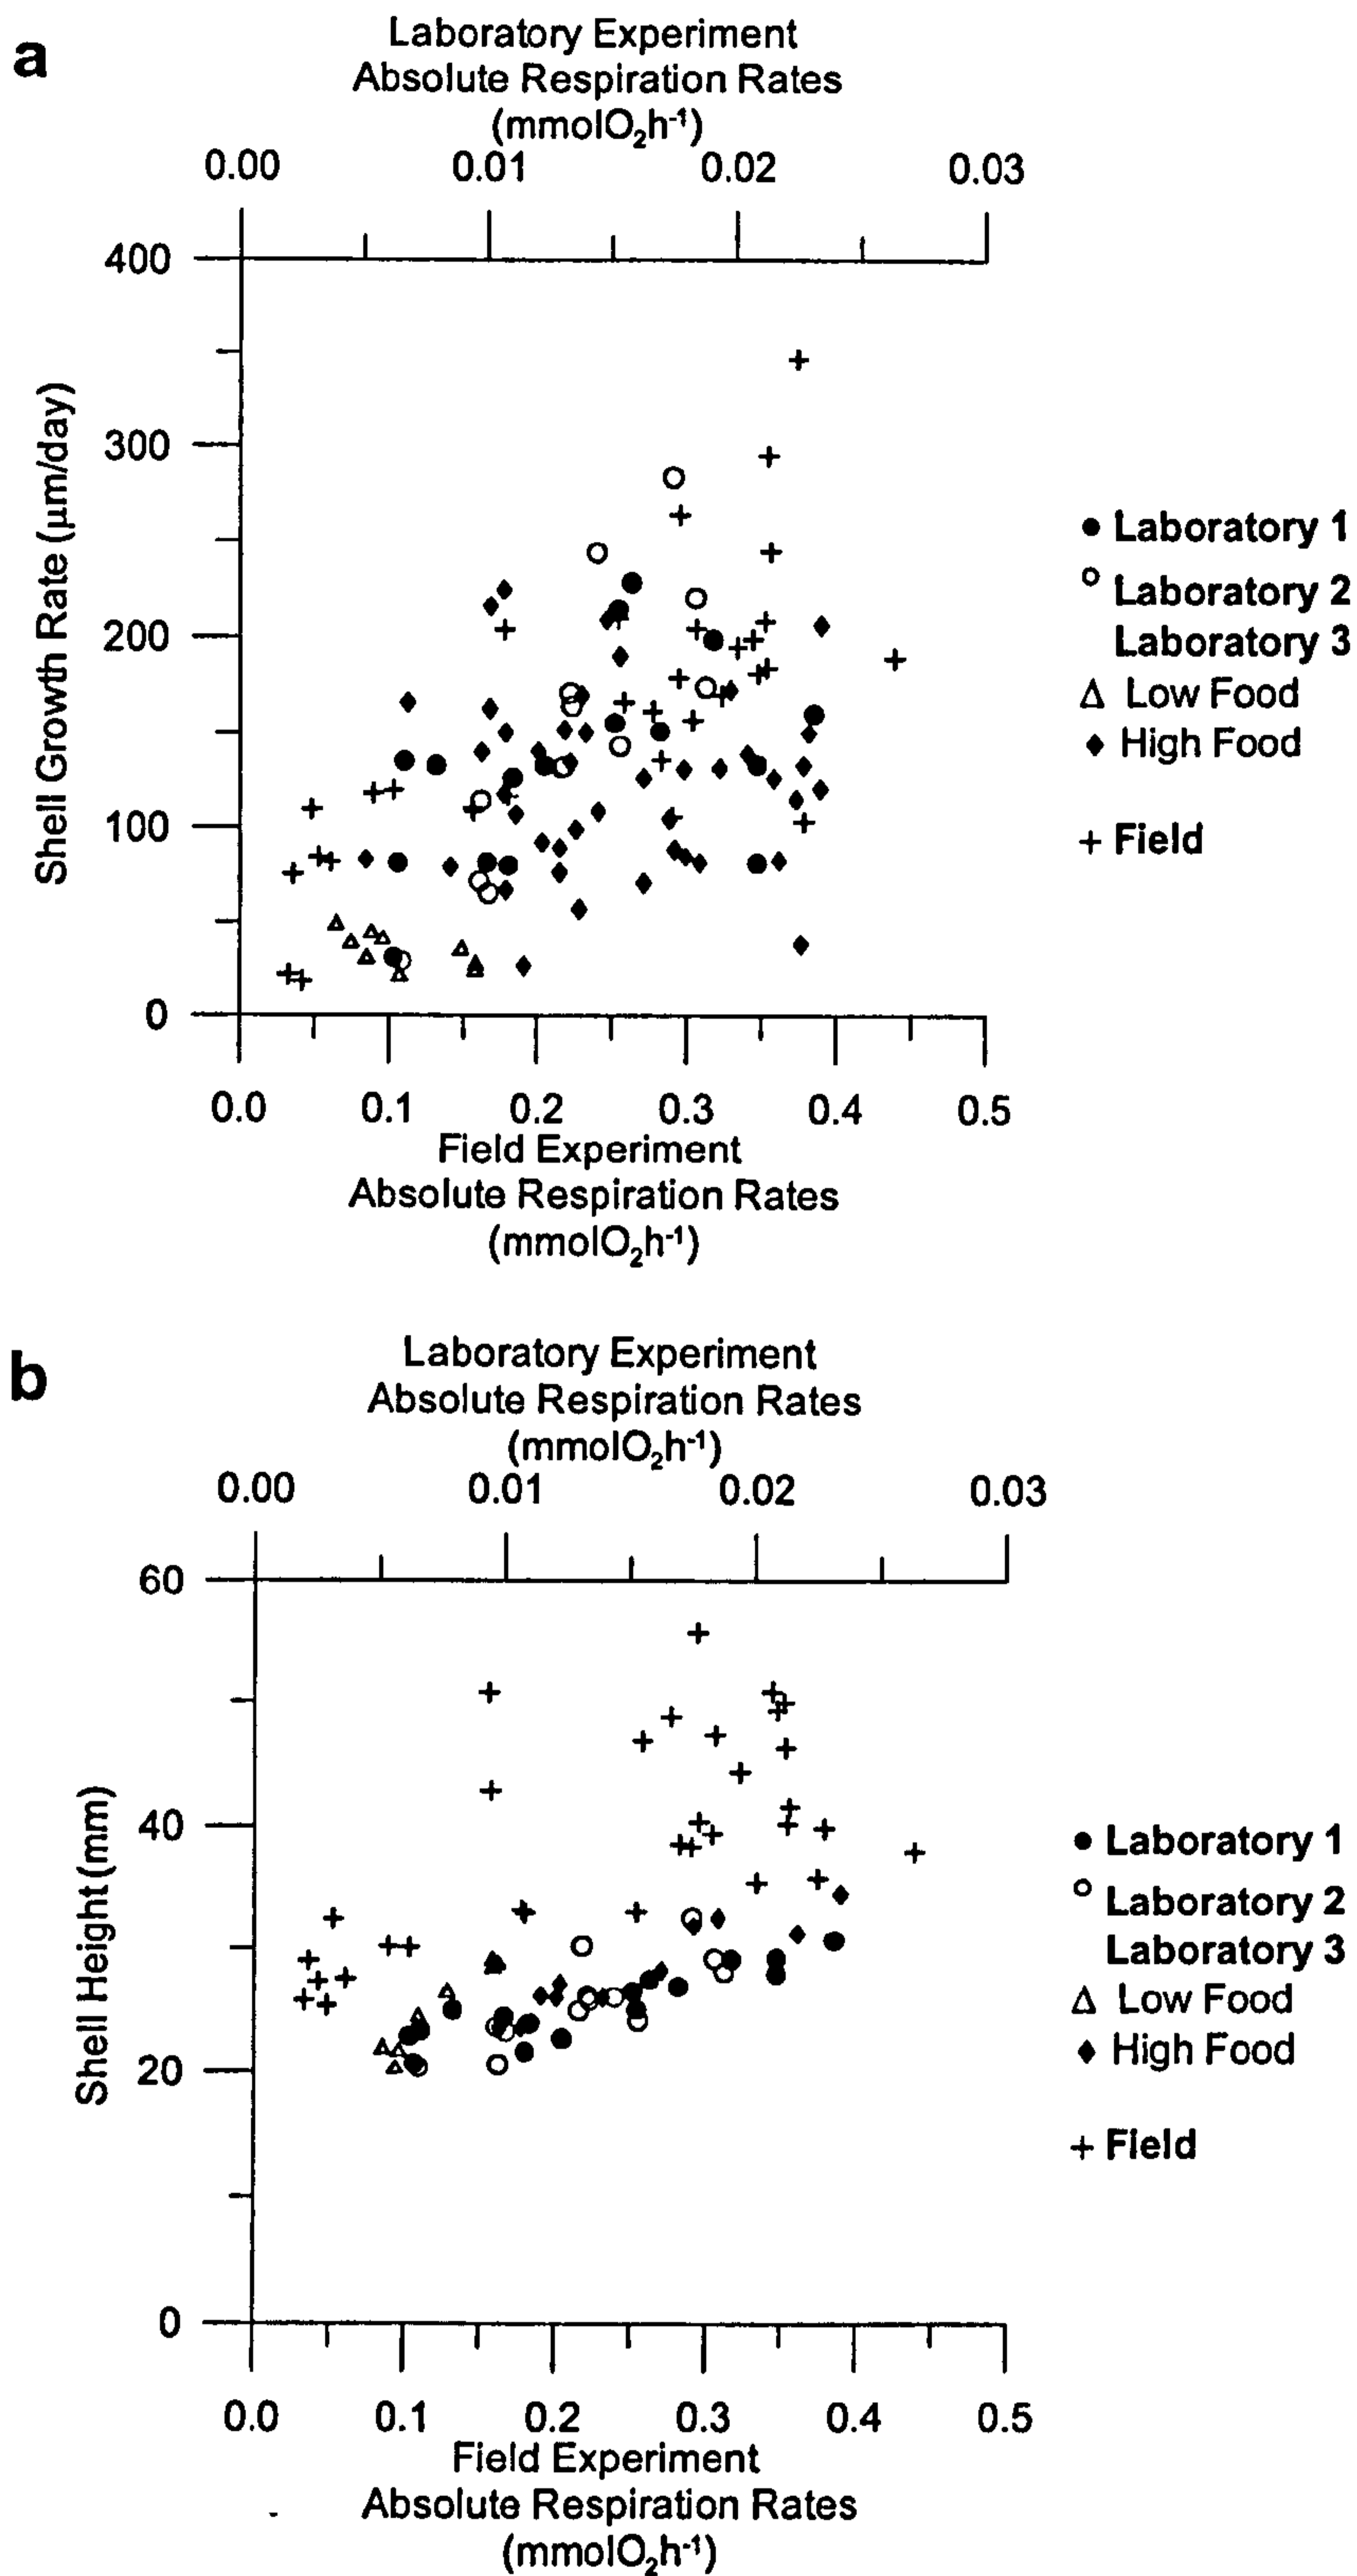 a
Laboratory Experiment
Absolute Respiration Rates
(mmolO₂h⁻¹)
0.00 0.01 0.02 0.03
400
300
200
100
0
Shell Growth Rate (μm/day)
Laboratory 1
Laboratory 2
Laboratory 3
Low Food
High Food
Field
0.0 0.1 0.2 0.3 0.4 0.5
Field Experiment
Absolute Respiration Rates
(mmolO₂h⁻¹)
b
Laboratory Experiment
Absolute Respiration Rates
(mmolO₂h⁻¹)
0.00 0.01 0.02 0.03
60
40
20
0
Shell Height (mm)
Laboratory 1
Laboratory 2
Laboratory 3
Low Food
High Food
Field
0.0 0.1 0.2 0.3 0.4 0.5
Field Experiment
Absolute Respiration Rates
(mmolO₂h⁻¹)